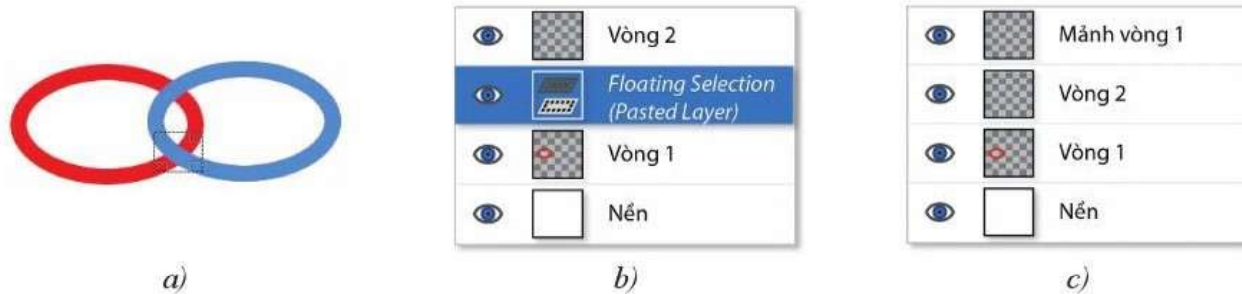 Vòng 2
Floating Selection
(Pasted Layer)
Vòng 1
Nền
Mảnh vòng 1
Vòng 2
Vòng 1
Nền
a)
b)
c)